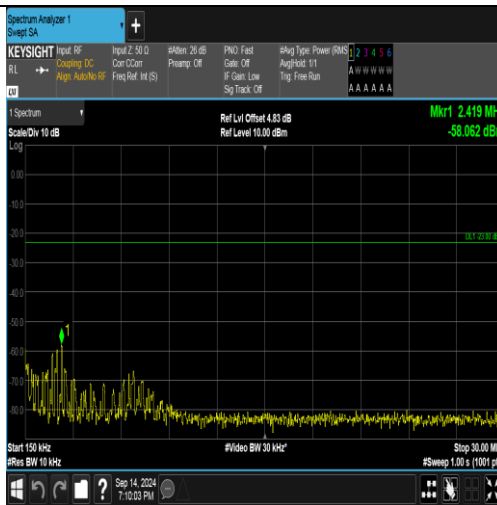 Spectrum Analyzer 1
Swept SA
KEYSIGHT
RL
Input: RF
Coupling: DC
Align: Auto/No RF
Input Z: 50 Ω
Corr CCorr
Freq Ref: Int (S)
#Atten: 26 dB
Preamp: Off
PNO: Fast
Gate: Off
IF Gain: Low
Sig Track: Off
#Avg Type: Power (RMS
Avg|Hold: 1/1
Trig: Free Run
1 2 3 4 5 6
A W W W W W
A A A A A A
1 Spectrum
Scale/Div 10 dB
Ref Lvl Offset 4.83 dB
Ref Level 10.00 dBm
Mkr1 2.419 MH
-58.062 dB
Log
0.00
-10.0
-20.0
-30.0
-40.0
-50.0
-60.0
-70.0
-80.0
DL1 -23.00 dB
1
Start 150 kHz
#Res BW 10 kHz
#Video BW 30 kHz*
Stop 30.00 M
#Sweep 1.00 s (1001 pt
?
Sep 14, 2024
7:10:03 PM